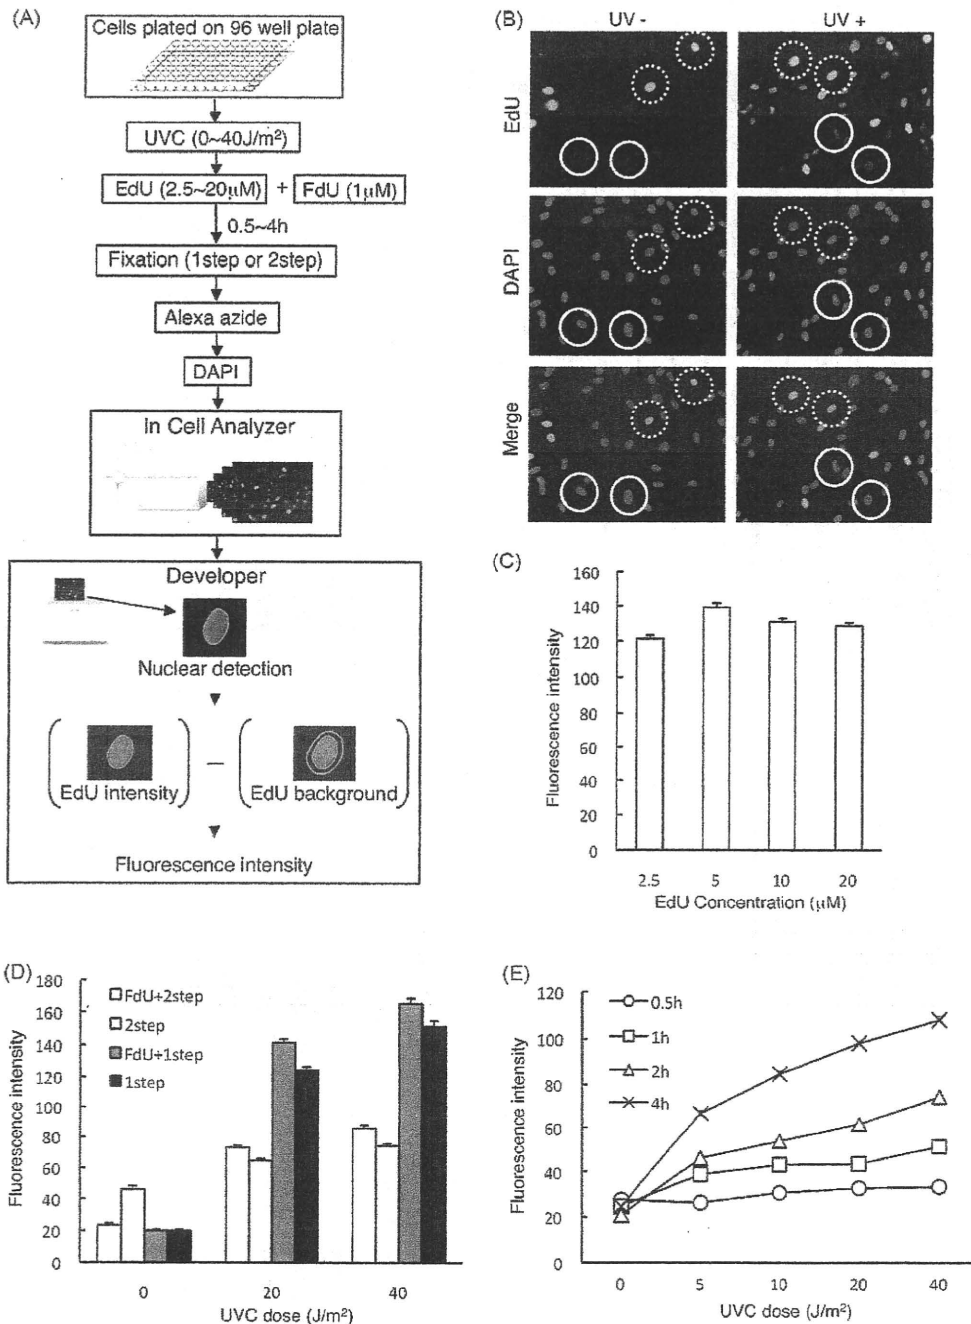 (A)
Cells plated on 96 well plate
UVC (0~40J/m²)
EdU (2.5~20μM) + FdU (1μM)
0.5~4h
Fixation (1step or 2step)
Alexa azide
DAPI
In Cell Analyzer
Developer
Nuclear detection
EdU intensity
—
EdU background
Fluorescence intensity
(B)
UV -
UV +
EdU
DAPI
Merge
(C)
160
140
120
100
80
60
40
20
0
Fluorescence intensity
2.5 5 10 20
EdU Concentration (μM)
(D)
180
160
140
120
100
80
60
40
20
0
Fluorescence intensity
FdU+2step
2step
FdU+1step
1step
0 20 40
UVC dose (J/m²)
(E)
120
100
80
60
40
20
0
Fluorescence intensity
0.5h
1h
2h
4h
0 5 10 20 40
UVC dose (J/m²)